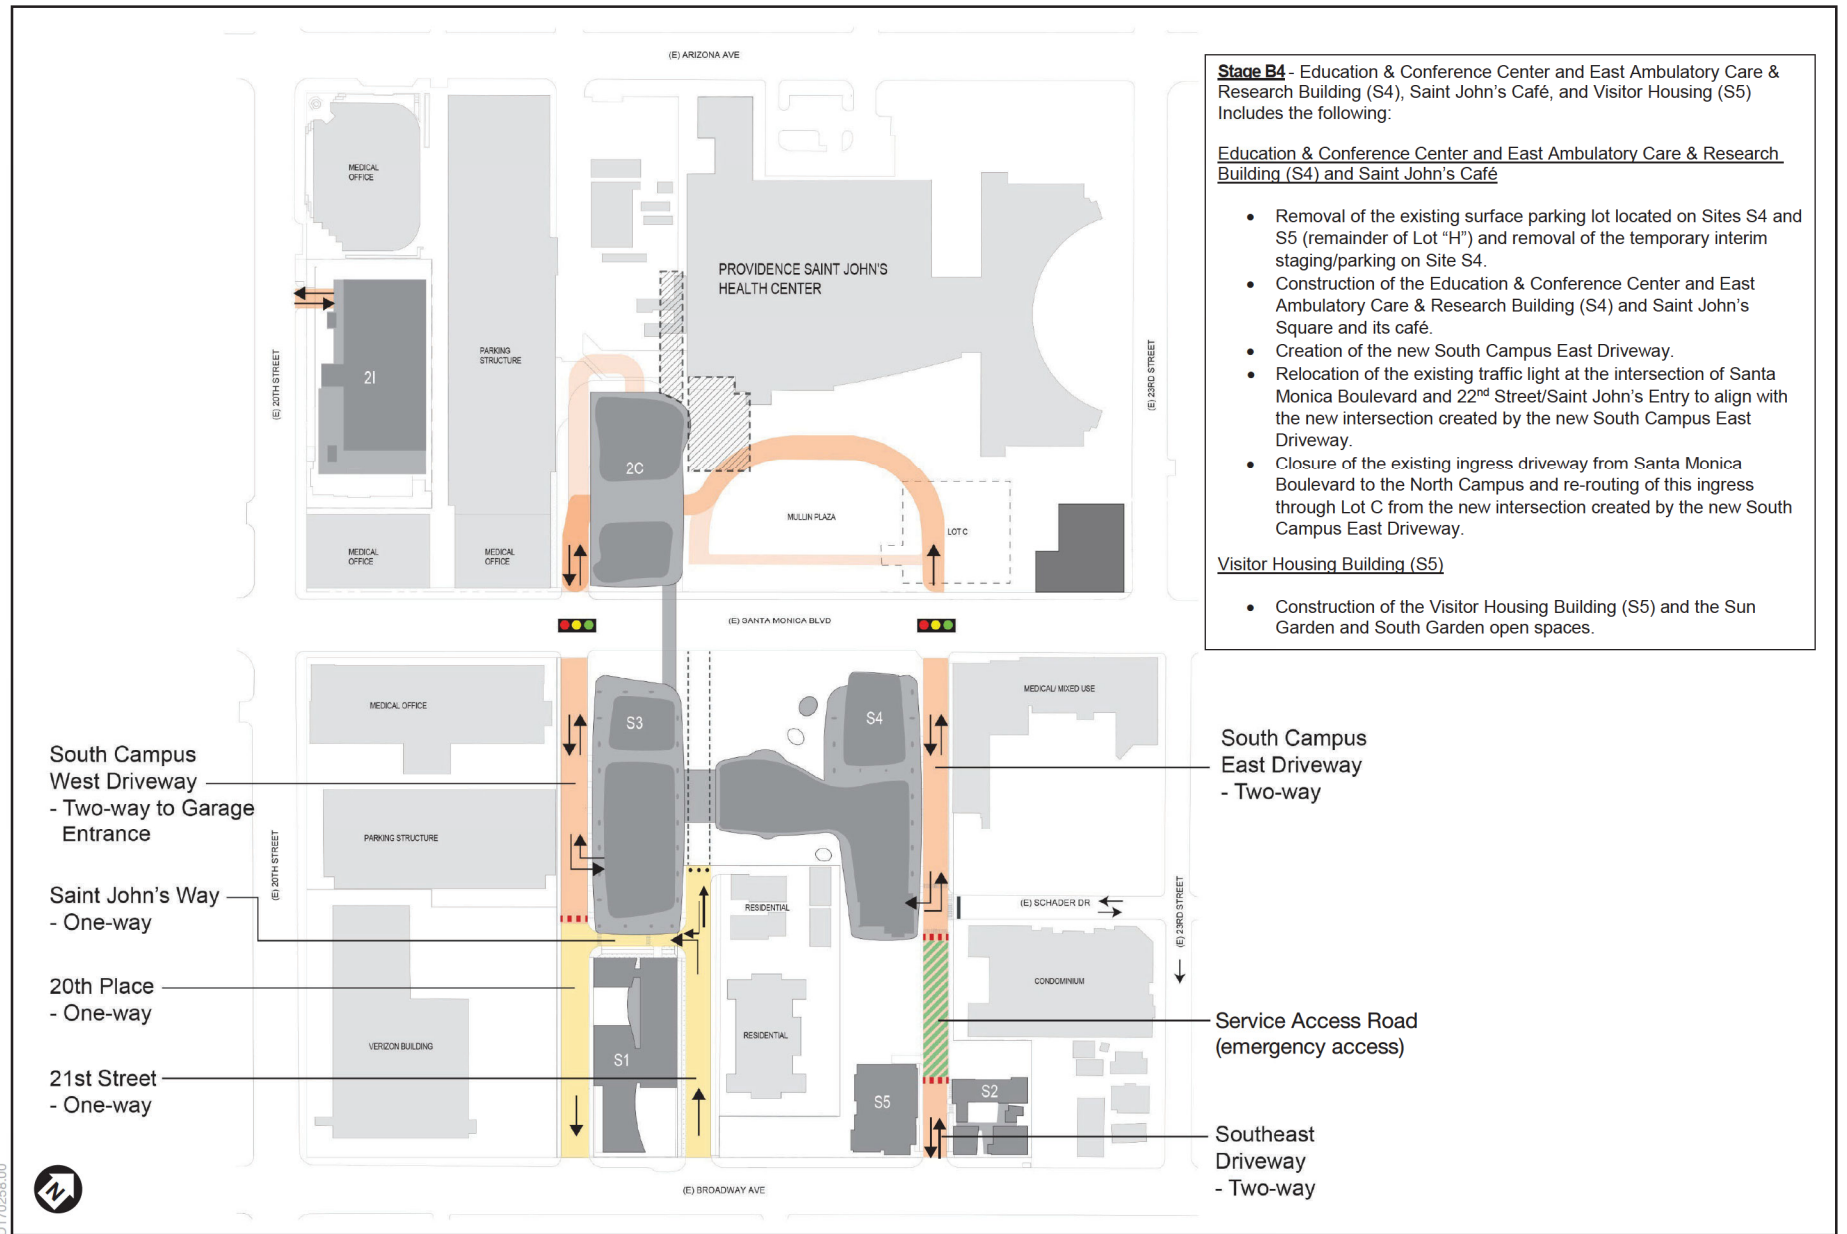 (E) ARIZONA AVE
Stage B4 - Education & Conference Center and East Ambulatory Care &
Research Building (S4), Saint John's Café, and Visitor Housing (S5)
Includes the following:
Education & Conference Center and East Ambulatory Care & Research
Building (S4) and Saint John's Café
• Removal of the existing surface parking lot located on Sites S4 and
S5 (remainder of Lot “H”) and removal of the temporary interim
staging/parking on Site S4.
• Construction of the Education & Conference Center and East
Ambulatory Care & Research Building (S4) and Saint John's
Square and its café.
• Creation of the new South Campus East Driveway.
• Relocation of the existing traffic light at the intersection of Santa
Monica Boulevard and 22nd Street/Saint John's Entry to align with
the new intersection created by the new South Campus East
Driveway.
• Closure of the existing ingress driveway from Santa Monica
Boulevard to the North Campus and re-routing of this ingress
through Lot C from the new intersection created by the new South
Campus East Driveway.
Visitor Housing Building (S5)
• Construction of the Visitor Housing Building (S5) and the Sun
Garden and South Garden open spaces.
MEDICAL
OFFICE
PROVIDENCE SAINT JOHN'S
HEALTH CENTER
(E) 20TH STREET
2I
PARKING
STRUCTURE
(E) 23RD STREET
2C
MULLIN PLAZA
LOT C
MEDICAL
OFFICE
MEDICAL
OFFICE
(E) SANTA MONICA BLVD
MEDICAL OFFICE
S3
S4
MEDICAL/ MIXED USE
South Campus
West Driveway
- Two-way to Garage
Entrance
South Campus
East Driveway
- Two-way
PARKING STRUCTURE
(E) 20TH STREET
Saint John's Way
- One-way
RESIDENTIAL
(E) SCHADER DR
(E) 23RD STREET
20th Place
- One-way
CONDOMINIUM
Service Access Road
(emergency access)
VERIZON BUILDING
S1
RESIDENTIAL
21st Street
- One-way
S5
S2
Southeast
Driveway
- Two-way
N
(E) BROADWAY AVE